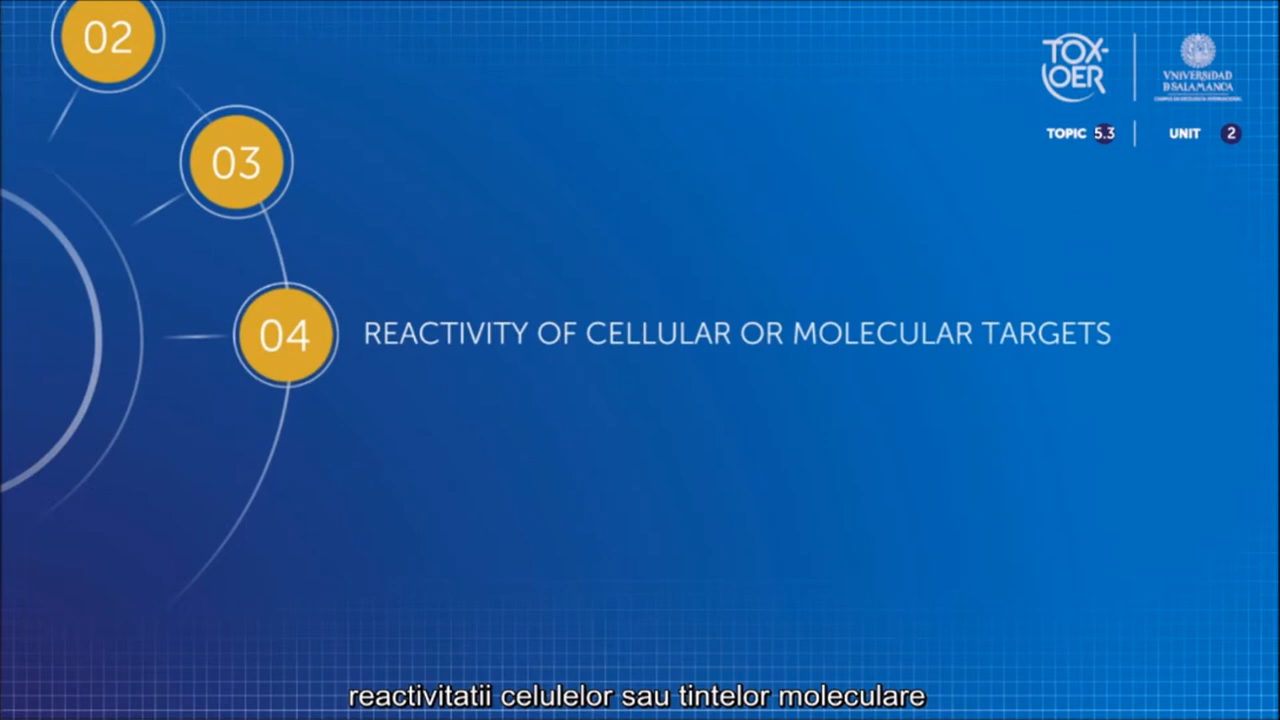 02
TOX-
OER
VNIVERSIDAD
D SALAMANCA
TOPIC 5.3
UNIT 2
03
04
REACTIVITY OF CELLULAR OR MOLECULAR TARGETS
reactivitatii celulelor sau tintelor moleculare